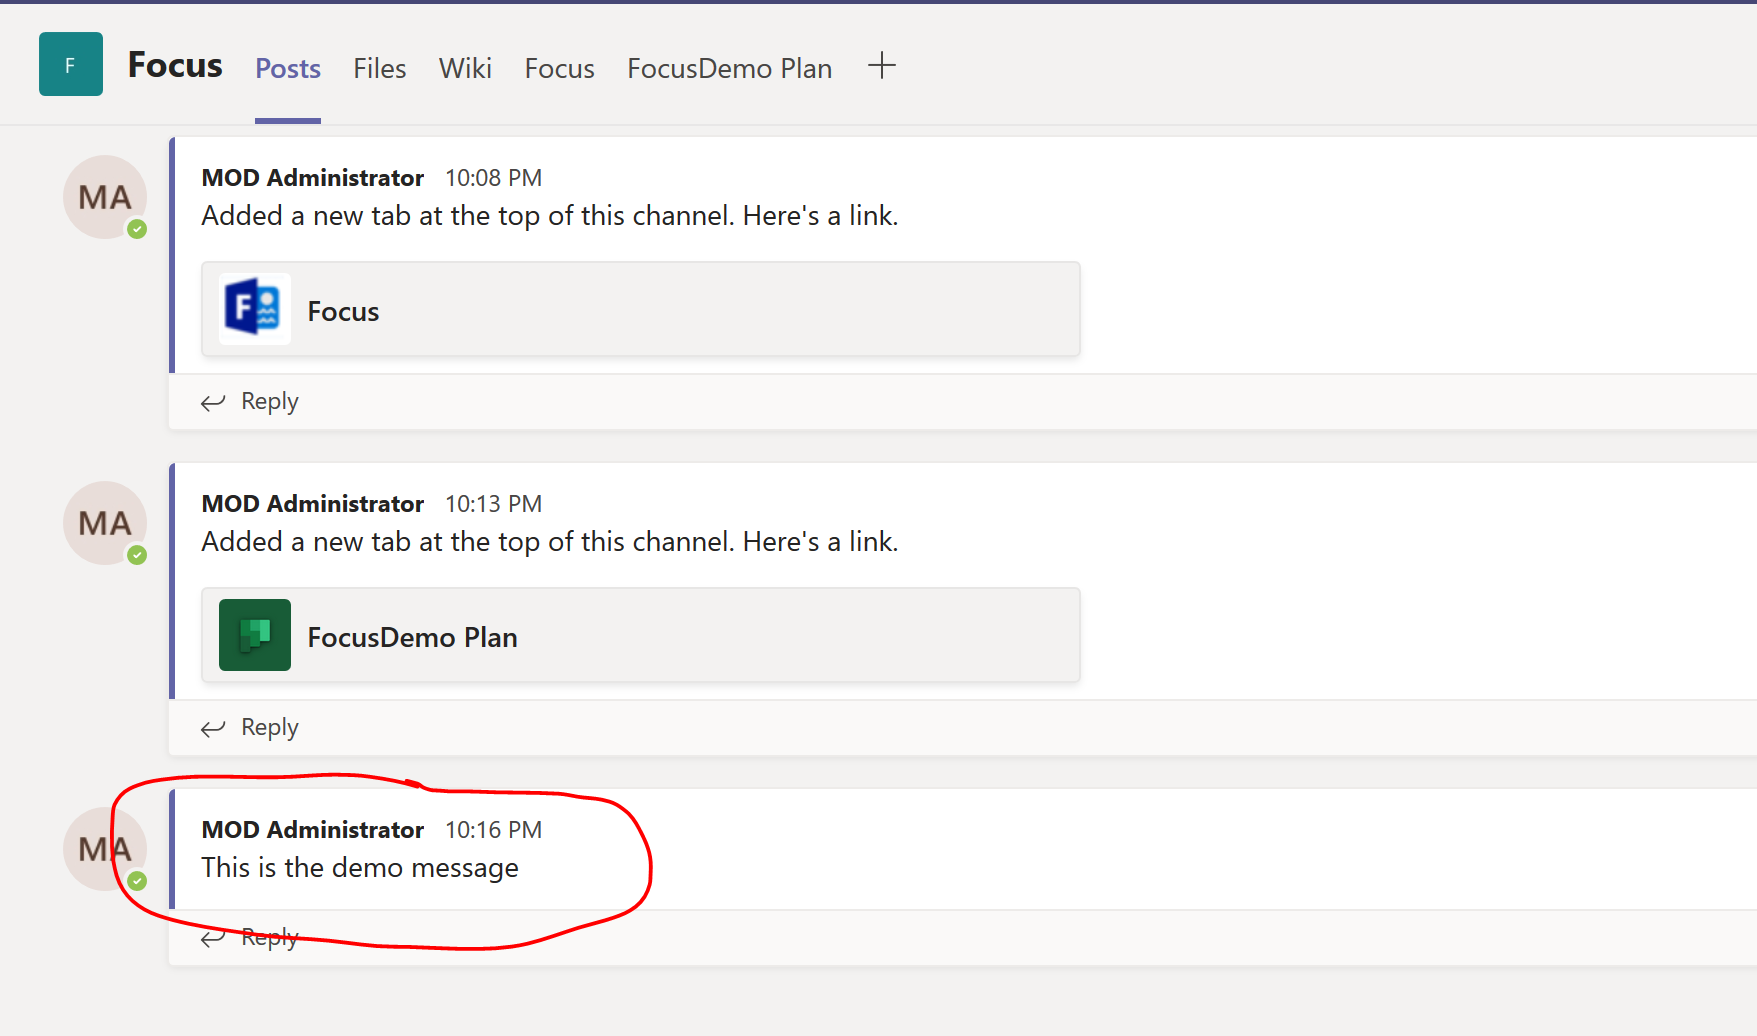 F Focus Posts Files Wiki Focus FocusDemo Plan
MA MOD Administrator 10:08 PM
Added a new tab at the top of this channel. Here's a link.
F Focus
Reply
MA MOD Administrator 10:13 PM
Added a new tab at the top of this channel. Here's a link.
FocusDemo Plan
Reply
MA MOD Administrator 10:16 PM
This is the demo message
Reply